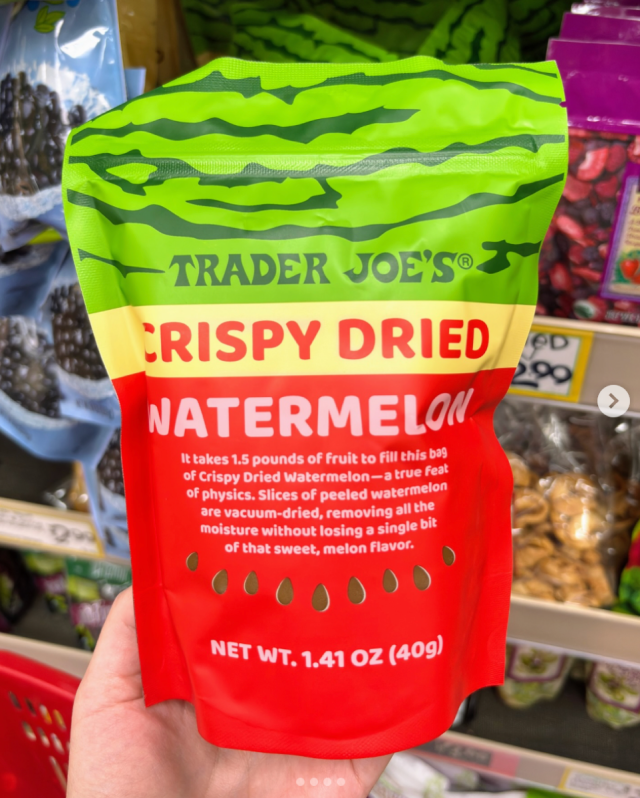 TRADER JOE'S®
CRISPY DRIED
WATERMELON
It takes 1.5 pounds of fruit to fill this bag
of Crispy Dried Watermelon—a true feat
of physics. Slices of peeled watermelon
are vacuum-dried, removing all the
moisture without losing a single bit
of that sweet, melon flavor.
NET WT. 1.41 OZ (40g)